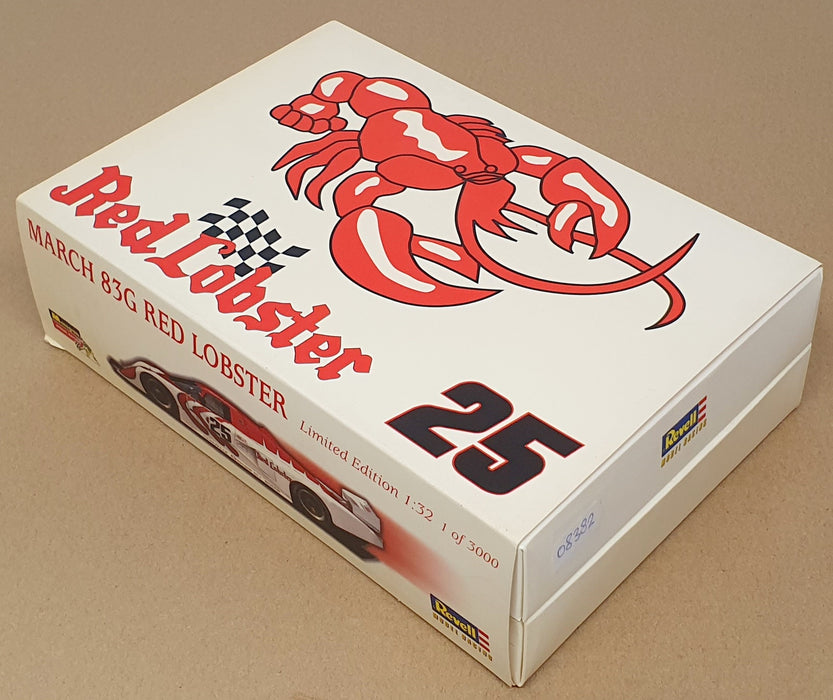 Red Lobster
25
MARCH 83G RED LOBSTER
Limited Edition 1:32 1 of 3000
25
Revell
MODEL RACING
Revell
MODEL RACING
08382